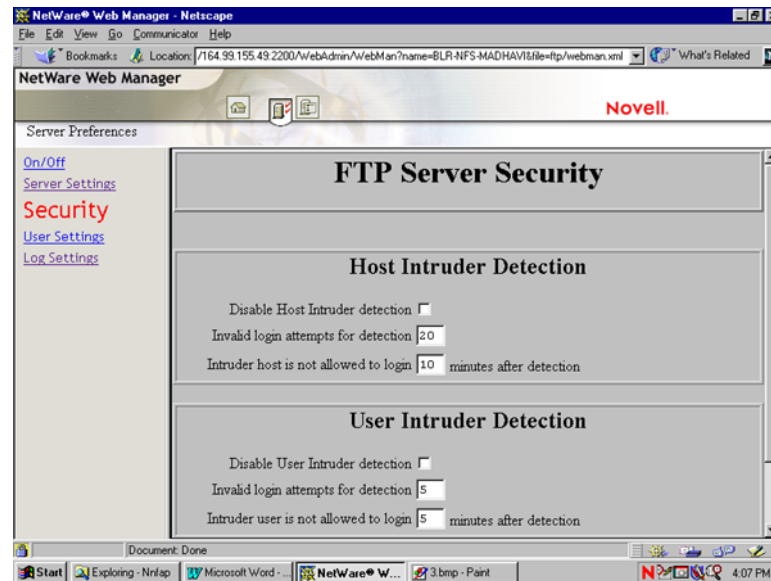 NetWare® Web Manager - Netscape
File Edit View Go Communicator Help
Bookmarks Location: /164.99.155.49:2200/WebAdmin/WebMan?name=BLR-NFS-MADHAVI&file=ftp/webman.xml What's Related
NetWare Web Manager
Novell.
Server Preferences
On/Off
Server Settings
Security
User Settings
Log Settings
FTP Server Security
Host Intruder Detection
Disable Host Intruder detection
Invalid login attempts for detection 20
Intruder host is not allowed to login 10 minutes after detection
User Intruder Detection
Disable User Intruder detection
Invalid login attempts for detection 5
Intruder user is not allowed to login 5 minutes after detection
Document: Done
Start Exploring - Nnfap Microsoft Word - ... NetWare® W... 3.bmp - Paint 4:07 PM